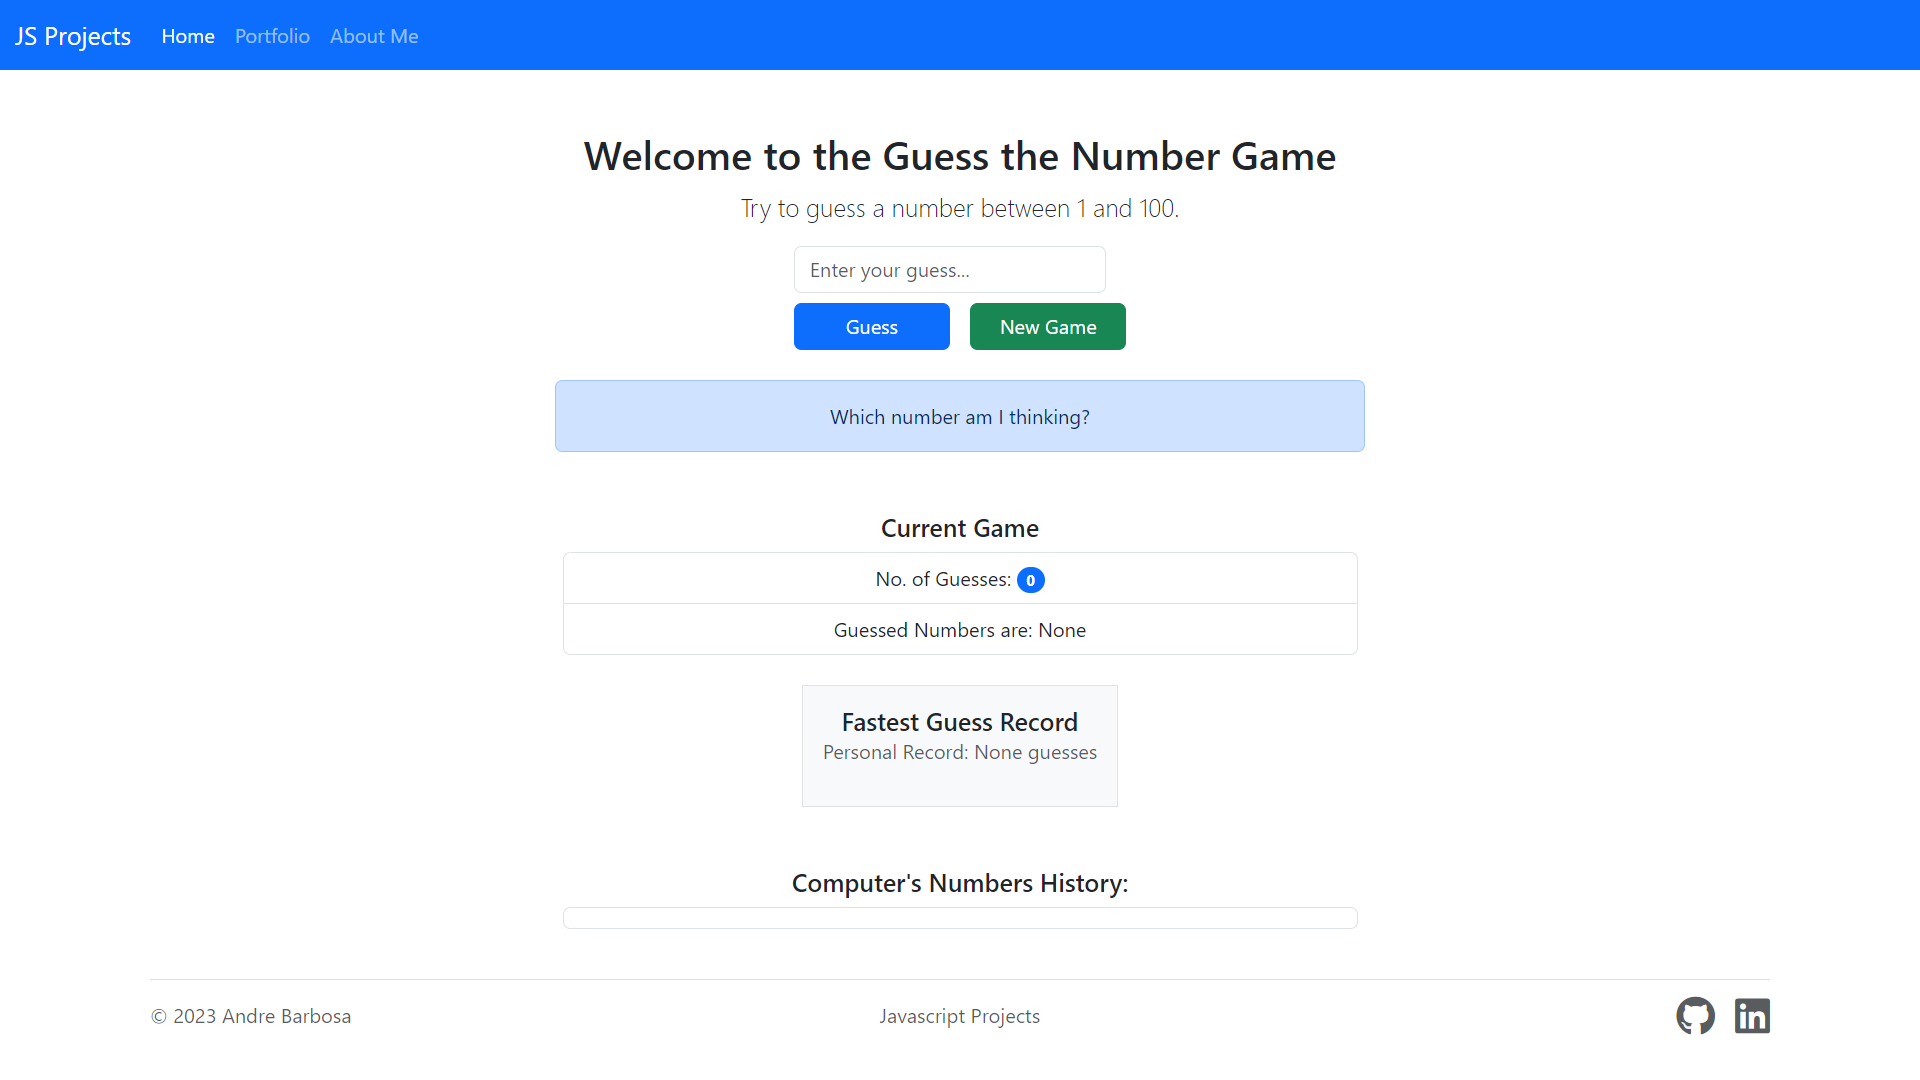 JS Projects Home Portfolio About Me
Welcome to the Guess the Number Game
Try to guess a number between 1 and 100.
Enter your guess...
Guess New Game
Which number am I thinking?
Current Game
No. of Guesses: 0
Guessed Numbers are: None
Fastest Guess Record
Personal Record: None guesses
Computer's Numbers History:
© 2023 Andre Barbosa Javascript Projects in